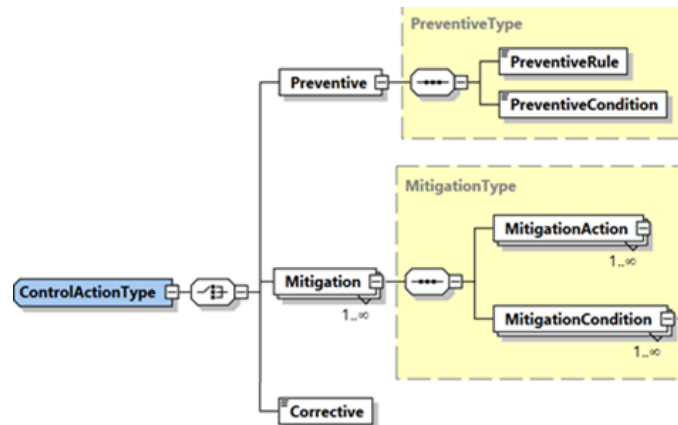 PreventiveType
Preventive
PreventiveRule
PreventiveCondition
MitigationType
MitigationAction
1..∞
ControlActionType
Mitigation
1..∞
MitigationCondition
1..∞
Corrective